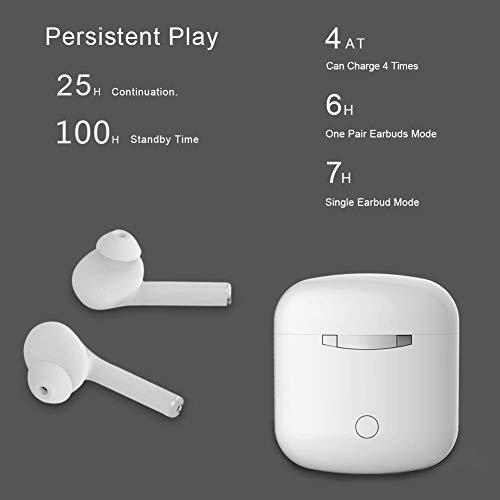 Persistent Play
25H Continuation.
100H Standby Time
4 AT
Can Charge 4 Times
6H
One Pair Earbuds Mode
7H
Single Earbud Mode